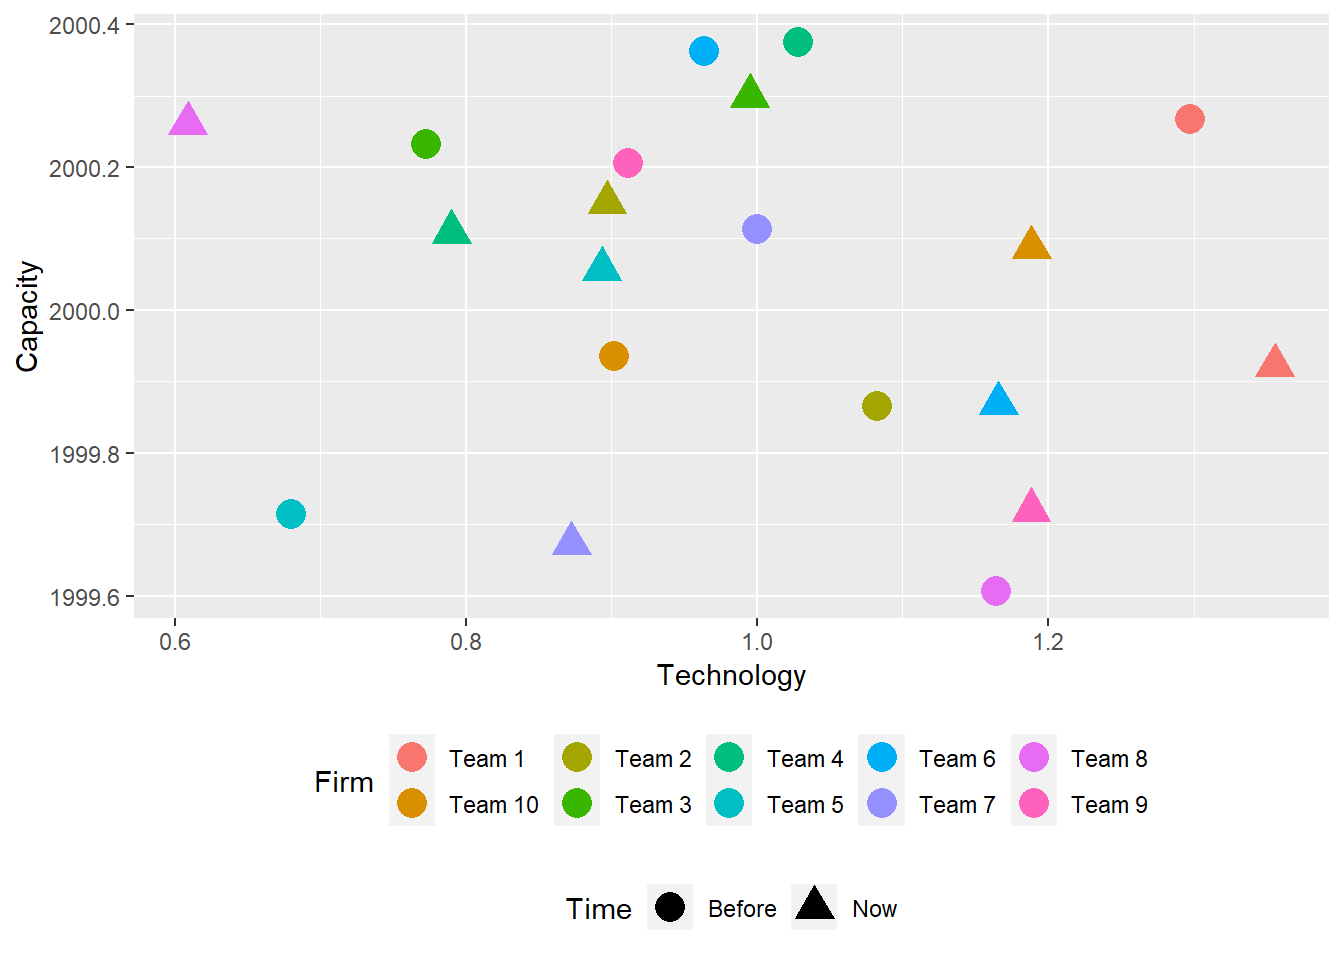 2000.4
2000.2
2000.0
1999.8
1999.6
Capacity
0.6 0.8 1.0 1.2
Technology
Firm
Team 1 Team 2 Team 4 Team 6 Team 8
Team 10 Team 3 Team 5 Team 7 Team 9
Time Before Now